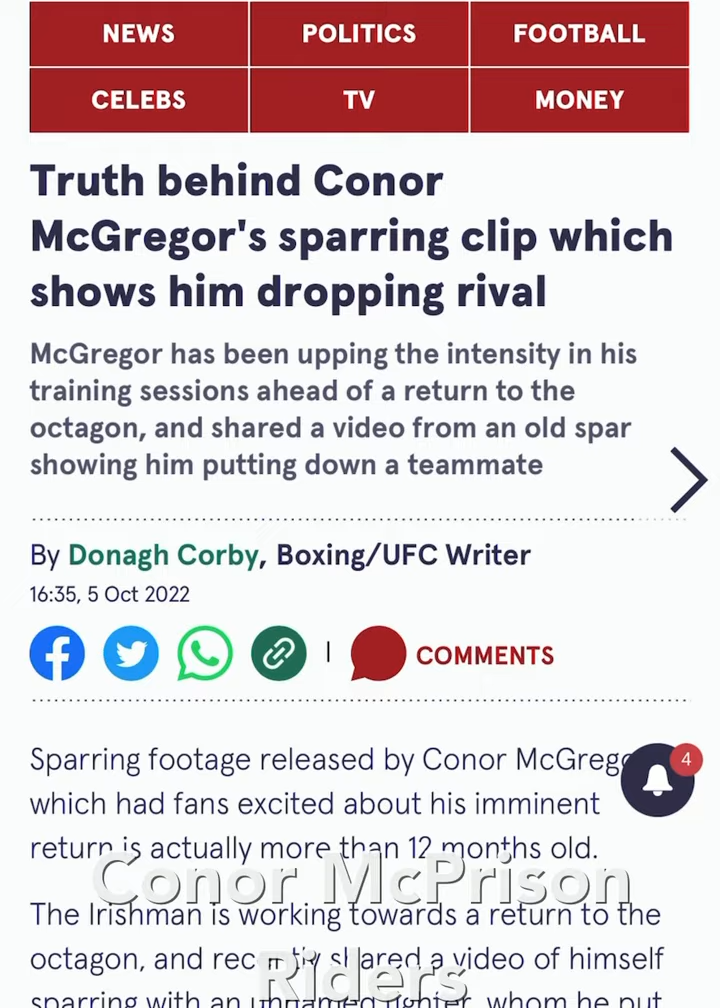 NEWS
POLITICS
FOOTBALL
CELEBS
TV
MONEY
Truth behind Conor
McGregor's sparring clip which
shows him dropping rival
McGregor has been upping the intensity in his
training sessions ahead of a return to the
octagon, and shared a video from an old spar
showing him putting down a teammate
By Donagh Corby, Boxing/UFC Writer
16:35, 5 Oct 2022
COMMENTS
4
Sparring footage released by Conor McGrego
which had fans excited about his imminent
return is actually more than 12 months old.
Conor McPrison
The Irishman is working towards a return to the
octagon, and recently shared a video of himself
Riders
sparring with an unnamed fighter, whom he put